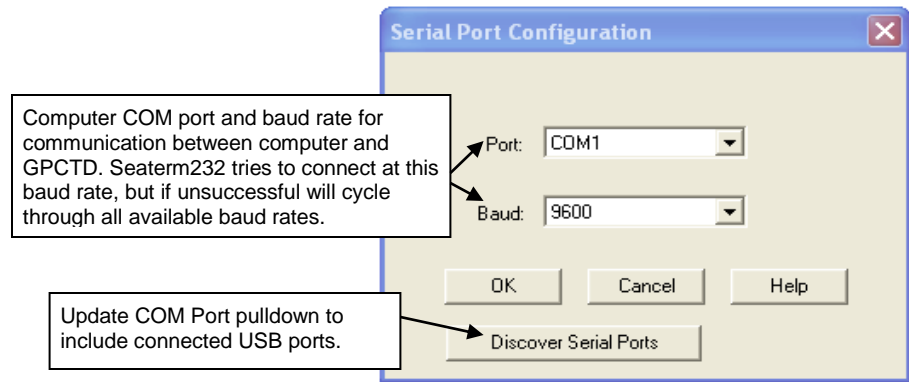 Serial Port Configuration
Computer COM port and baud rate for
communication between computer and
GPCTD. Seaterm232 tries to connect at this
baud rate, but if unsuccessful will cycle
through all available baud rates.
Port: COM1
Baud: 9600
OK Cancel Help
Update COM Port pulldown to
include connected USB ports.
Discover Serial Ports